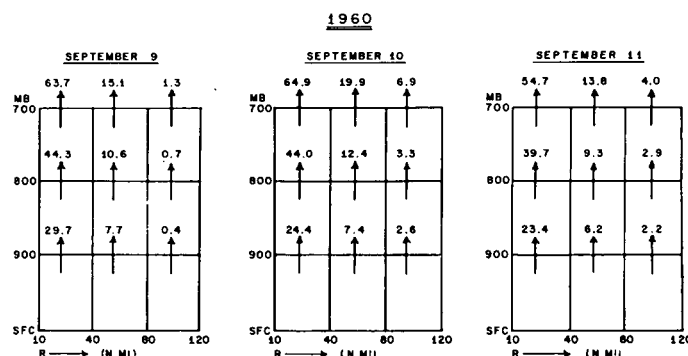 1960
SEPTEMBER 9
63.7 15.1 1.3
MB
700
44.3 10.6 0.7
800
29.7 7.7 0.4
900
SFC
10 40 80 120
R (N.MI.)
SEPTEMBER 10
64.9 19.9 6.9
MB
700
44.0 12.4 3.3
800
24.4 7.4 2.6
900
SFC
10 40 80 120
R (N.MI.)
SEPTEMBER 11
54.7 13.8 4.0
MB
700
39.7 9.3 2.9
800
23.4 6.2 2.2
900
SFC
10 40 80 120
R (N.MI.)